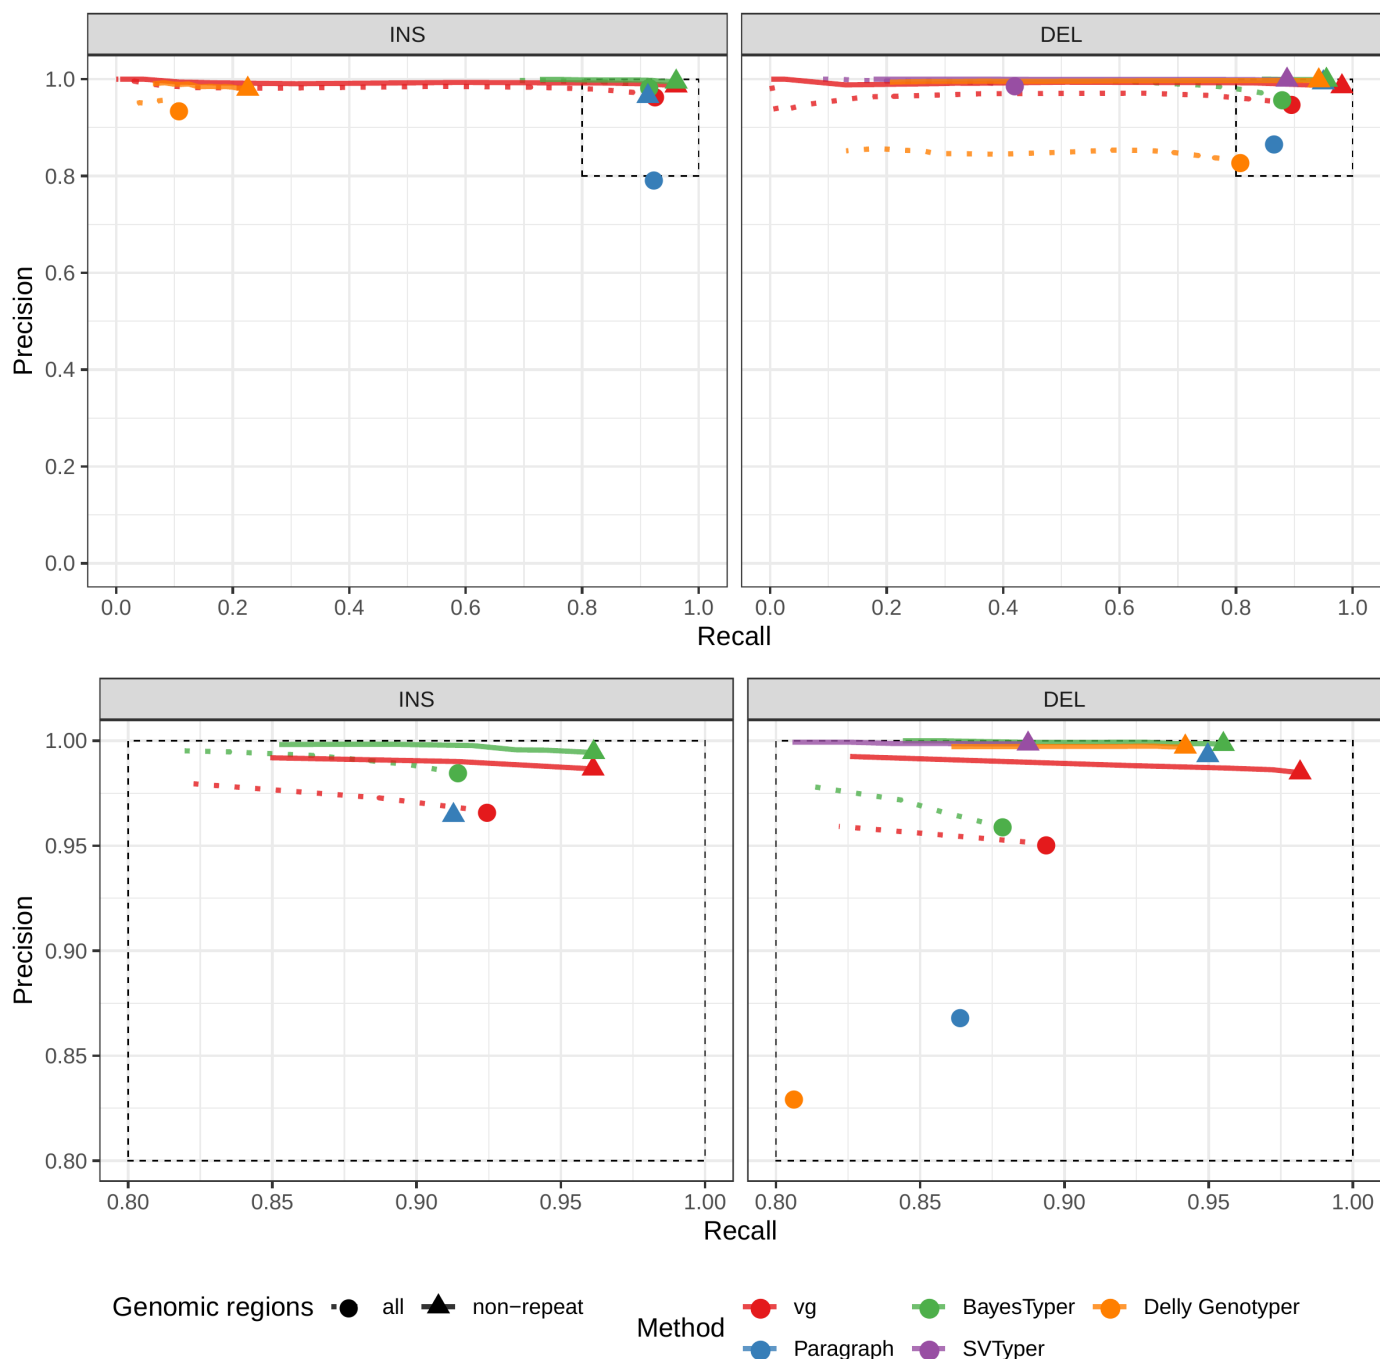 INS DEL
1.0
0.8
0.6
0.4
0.2
0.0
Precision
0.0 0.2 0.4 0.6 0.8 1.0 0.0 0.2 0.4 0.6 0.8 1.0
Recall
INS DEL
1.00
0.95
0.90
0.85
0.80
Precision
0.80 0.85 0.90 0.95 1.00 0.80 0.85 0.90 0.95 1.00
Recall
Genomic regions all non−repeat
Method
vg BayesTyper Delly Genotyper
Paragraph SVTyper